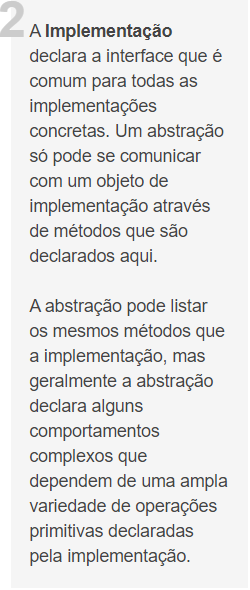 2
A Implementação
declara a interface que é
comum para todas as
implementações
concretas. Um abstração
só pode se comunicar
com um objeto de
implementação através
de métodos que são
declarados aqui.
A abstração pode listar
os mesmos métodos que
a implementação, mas
geralmente a abstração
declara alguns
comportamentos
complexos que
dependem de uma ampla
variedade de operações
primitivas declaradas
pela implementação.